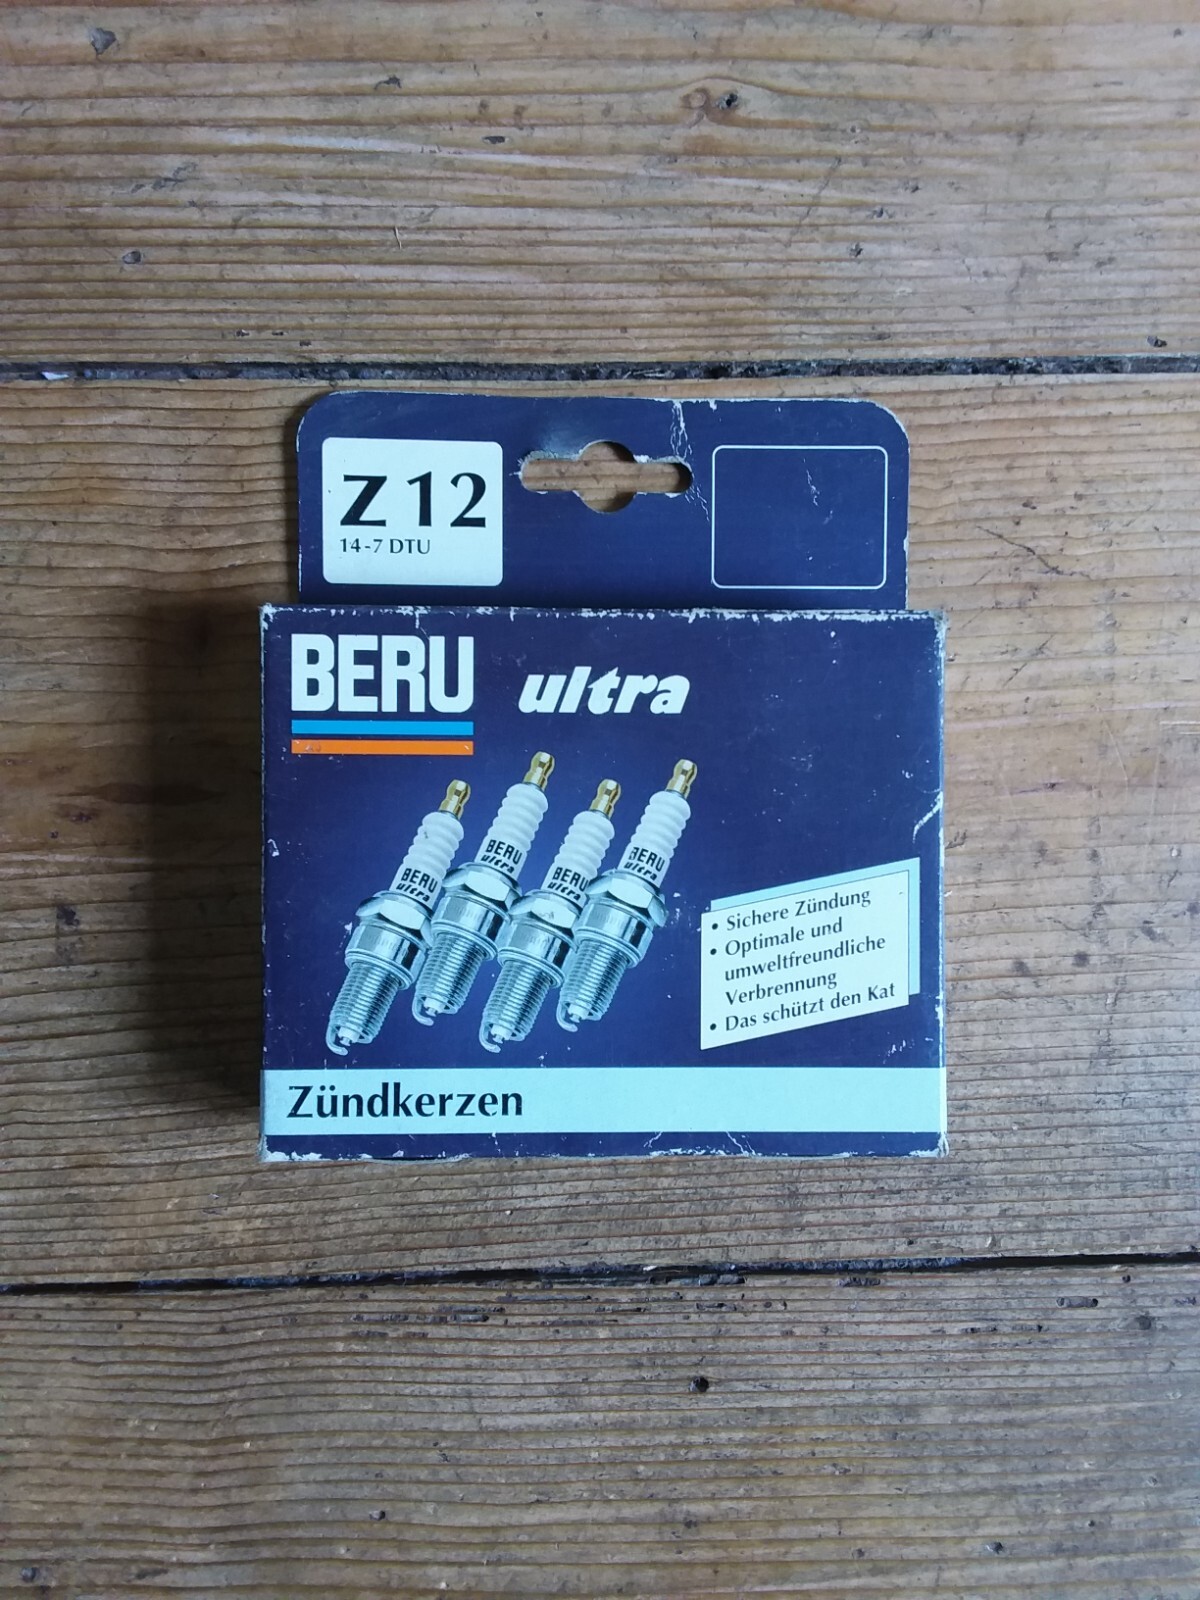 Z 12
14-7 DTU
BERU ultra
BERU
ultra
BERU
ultra
BERU
ultra
BERU
ultra
• Sichere Zündung
• Optimale und
umweltfreundliche
Verbrennung
• Das schützt den Kat
Zündkerzen